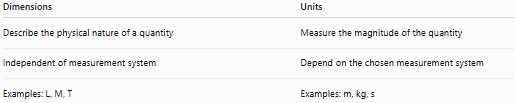 Dimensions Units
Describe the physical nature of a quantity Measure the magnitude of the quantity
Independent of measurement system Depend on the chosen measurement system
Examples: L, M, T Examples: m, kg, s